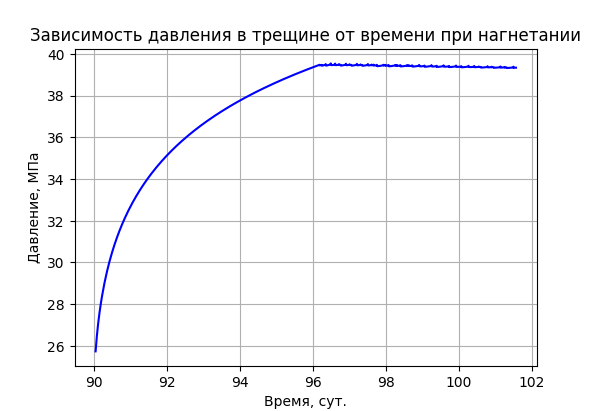 Зависимость давления в трещине от времени при нагнетании
40
38
36
34
32
30
28
26
Давление, МПа
90 92 94 96 98 100 102
Время, сут.